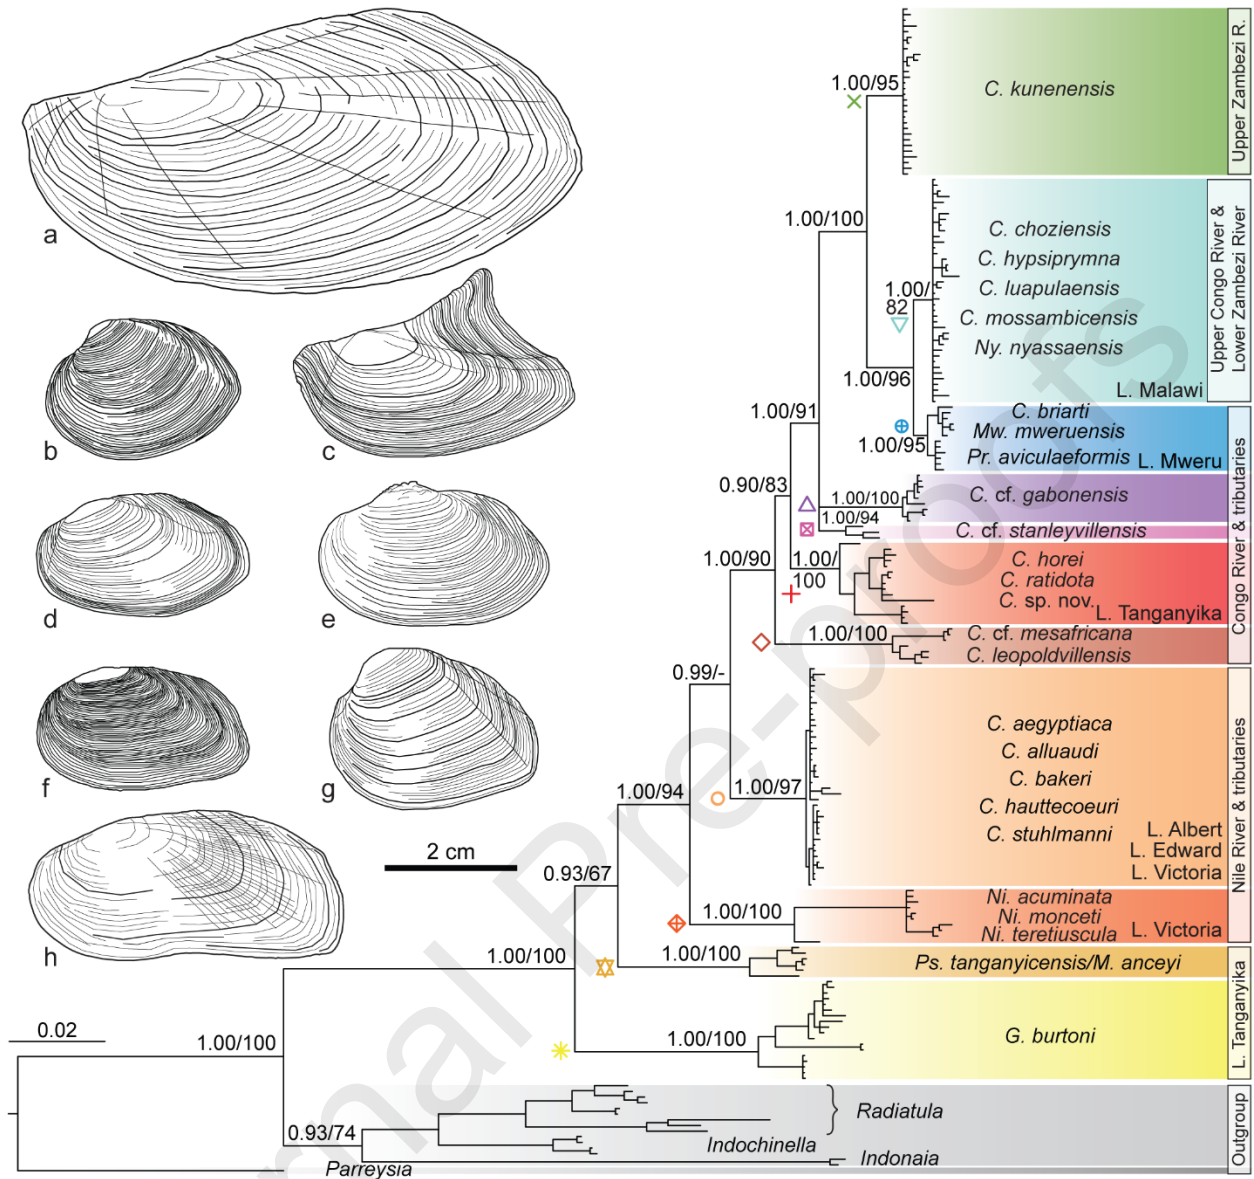 a
b
c
d
e
f
g
h
2 cm
0.02
1.00/95
C. kunenensis
Upper Zambezi R.
1.00/100
C. choziensis
C. hypsiprymna
C. luapulaensis
C. mossambicensis
Ny. nyassaensis
L. Malawi
1.00/
82
Upper Congo River &
Lower Zambezi River
1.00/96
1.00/91
C. briarti
Mw. mweruensis
Pr. aviculaeformis
L. Mweru
1.00/95
0.90/83
1.00/100
C. cf. gabonensis
1.00/94
C. cf. stanleyvillensis
1.00/90
1.00/
100
C. horei
C. ratidota
C. sp. nov.
L. Tanganyika
1.00/100
C. cf. mesafricana
C. leopoldvillensis
Congo River & tributaries
0.99/-
C. aegyptiaca
C. alluaudi
C. bakeri
C. hauttecoeuri
C. stuhlmanni
L. Albert
L. Edward
L. Victoria
1.00/97
1.00/94
0.93/67
1.00/100
Ni. acuminata
Ni. monceti
Ni. teretiuscula
L. Victoria
Nile River & tributaries
1.00/100
1.00/100
Ps. tanganyicensis/M. anceyi
1.00/100
G. burtoni
L. Tanganyika
1.00/100
0.93/74
Radiatula
Indochinella
Indonaia
Parreysia
Outgroup
nal Pre-proofs